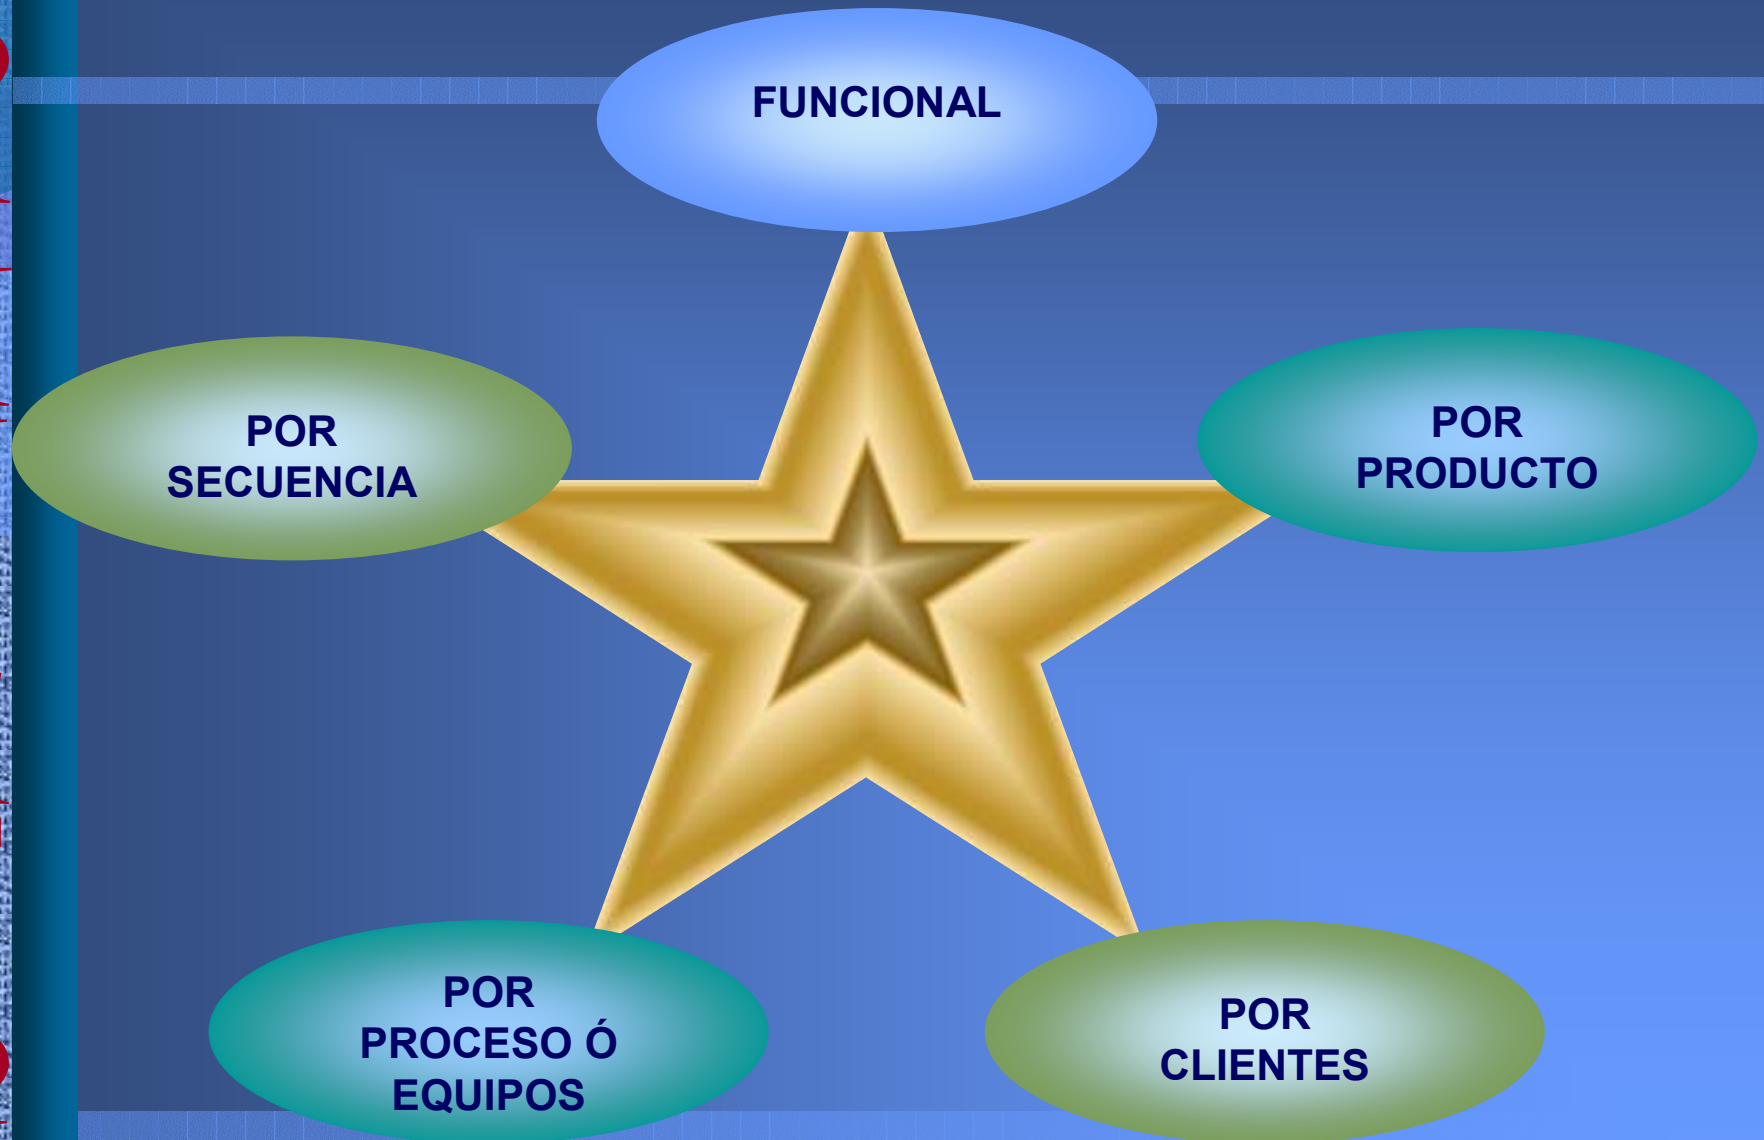 FUNCIONAL
POR
SECUENCIA
POR
PRODUCTO
POR
PROCESO Ó
EQUIPOS
POR
CLIENTES